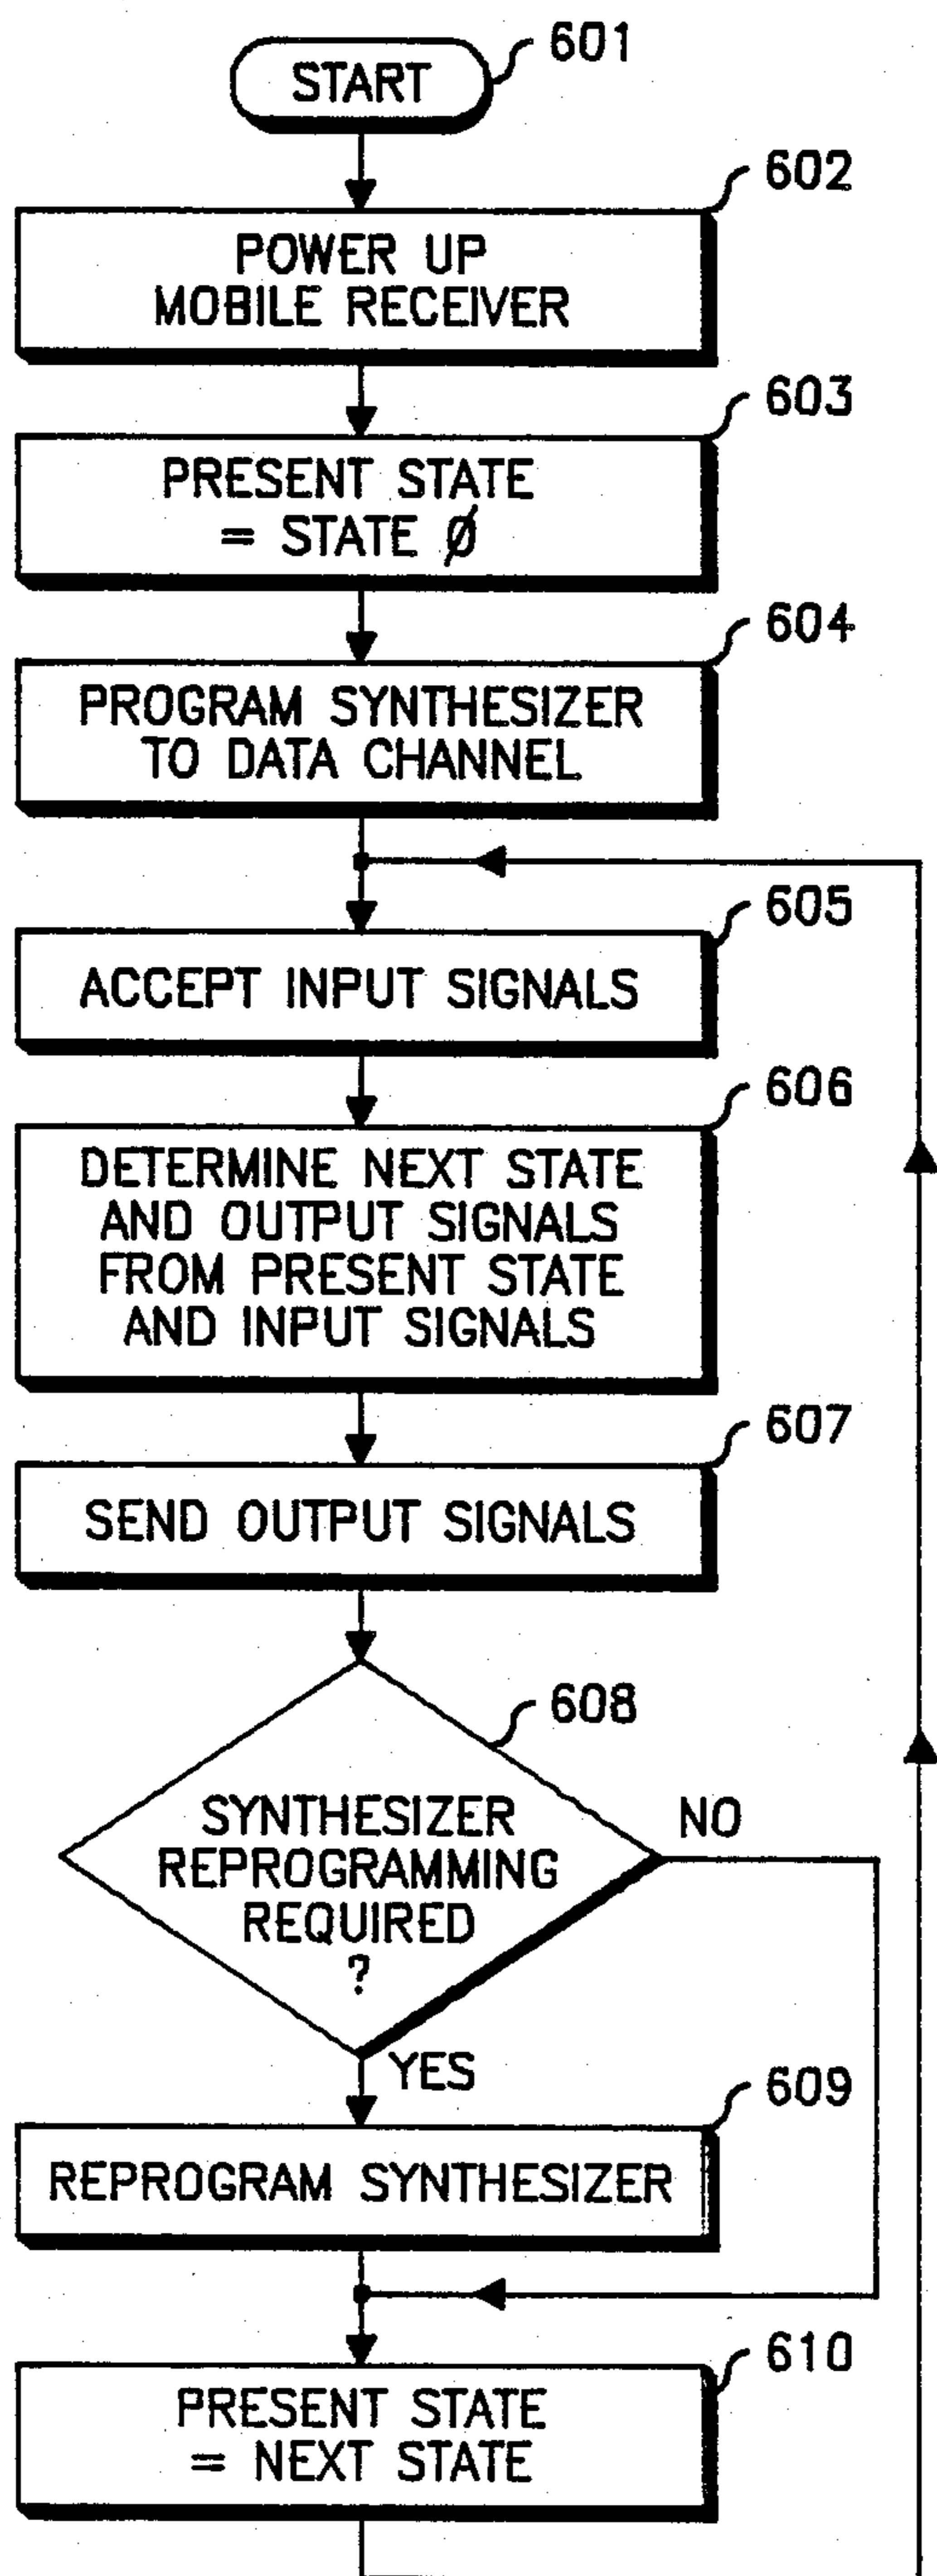 START
601
602
POWER UP
MOBILE RECEIVER
603
PRESENT STATE
= STATE Ø
604
PROGRAM SYNTHESIZER
TO DATA CHANNEL
605
ACCEPT INPUT SIGNALS
606
DETERMINE NEXT STATE
AND OUTPUT SIGNALS
FROM PRESENT STATE
AND INPUT SIGNALS
607
SEND OUTPUT SIGNALS
608
SYNTHESIZER
REPROGRAMMING
REQUIRED
?
NO
YES
609
REPROGRAM SYNTHESIZER
610
PRESENT STATE
= NEXT STATE